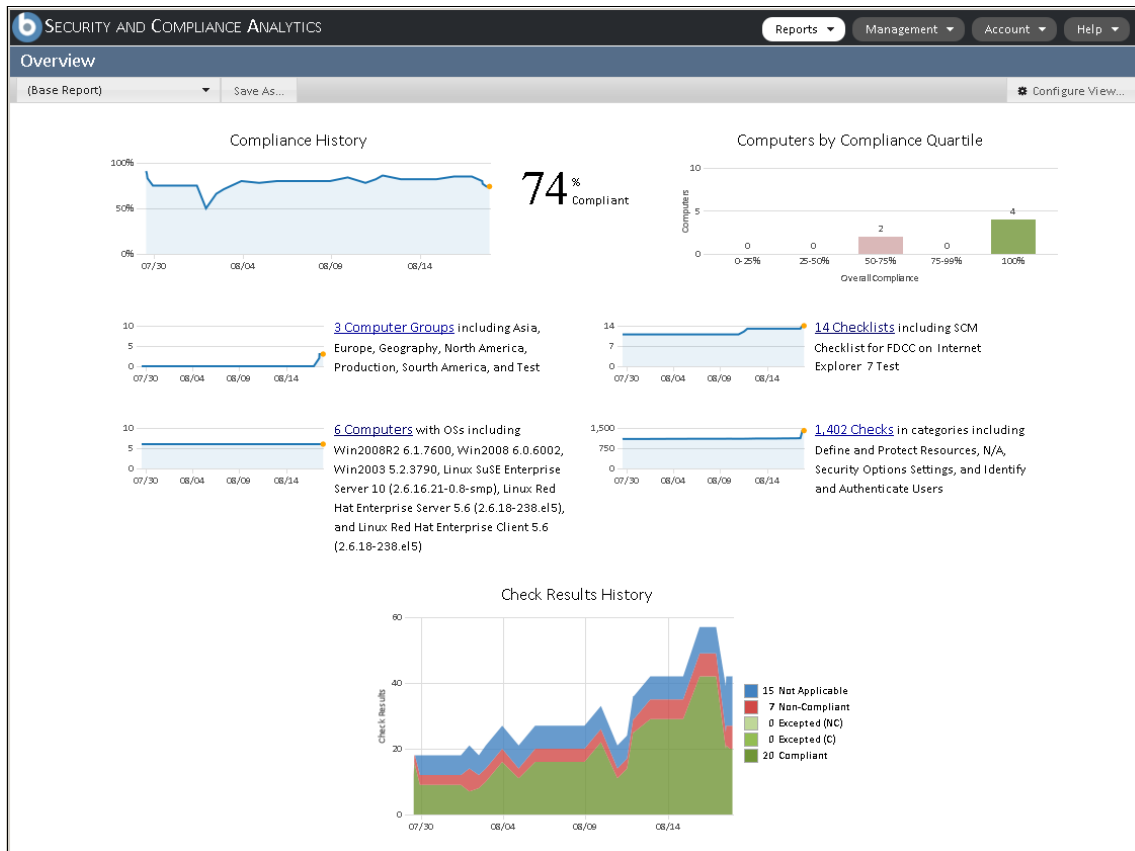 b SECURITY AND COMPLIANCE ANALYTICS
Reports
Management
Account
Help
Overview
(Base Report)
Save As...
Configure View...
Compliance History
100%
50%
0%
07/30
08/04
08/09
08/14
74 %
Compliant
Computers by Compliance Quartile
Computers
10
5
0
0
0
2
0
4
0-25%
25-50%
50-75%
75-99%
100%
Overall Compliance
10
5
0
07/30
08/04
08/09
08/14
3 Computer Groups including Asia,
Europe, Geography, North America,
Production, Sourth America, and Test
14
7
0
07/30
08/04
08/09
08/14
14 Checklists including SCM
Checklist for FDCC on Internet
Explorer 7 Test
10
5
0
07/30
08/04
08/09
08/14
6 Computers with OSs including
Win2008R2 6.1.7600, Win2008 6.0.6002,
Win2003 5.2.3790, Linux SuSE Enterprise
Server 10 (2.6.16.21-0.8-smp), Linux Red
Hat Enterprise Server 5.6 (2.6.18-238.el5),
and Linux Red Hat Enterprise Client 5.6
(2.6.18-238.el5)
1,500
750
0
07/30
08/04
08/09
08/14
1,402 Checks in categories including
Define and Protect Resources, N/A,
Security Options Settings, and Identify
and Authenticate Users
Check Results History
Check Results
60
40
20
0
07/30
08/04
08/09
08/14
15 Not Applicable
7 Non-Compliant
0 Excepted (NC)
0 Excepted (C)
20 Compliant